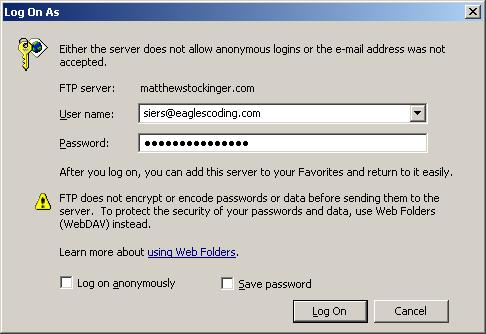 Log On As
Either the server does not allow anonymous logins or the e-mail address was not
accepted.
FTP server: matthewstockinger.com
User name: siers@eaglescoding.com
Password: ●●●●●●●●●●●●●●●
After you log on, you can add this server to your Favorites and return to it easily.
FTP does not encrypt or encode passwords or data before sending them to the
server. To protect the security of your passwords and data, use Web Folders
(WebDAV) instead.
Learn more about using Web Folders.
Log on anonymously Save password
Log On Cancel